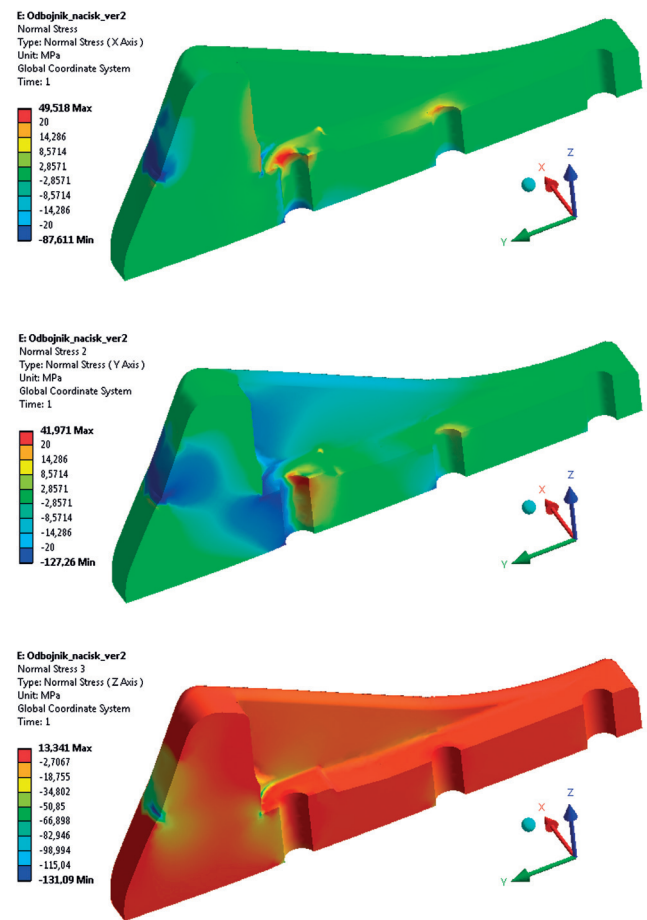 E: Odbojnik_nacisk_ver2
Normal Stress
Type: Normal Stress ( X Axis )
Unit: MPa
Global Coordinate System
Time: 1
49,518 Max
20
14,286
8,5714
2,8571
-2,8571
-8,5714
-14,286
-20
-87,611 Min
X
Z
Y
E: Odbojnik_nacisk_ver2
Normal Stress 2
Type: Normal Stress ( Y Axis )
Unit: MPa
Global Coordinate System
Time: 1
41,971 Max
20
14,286
8,5714
2,8571
-2,8571
-8,5714
-14,286
-20
-127,26 Min
X
Z
Y
E: Odbojnik_nacisk_ver2
Normal Stress 3
Type: Normal Stress ( Z Axis )
Unit: MPa
Global Coordinate System
Time: 1
13,341 Max
-2,7067
-18,755
-34,802
-50,85
-66,898
-82,946
-98,994
-115,04
-131,09 Min
X
Z
Y